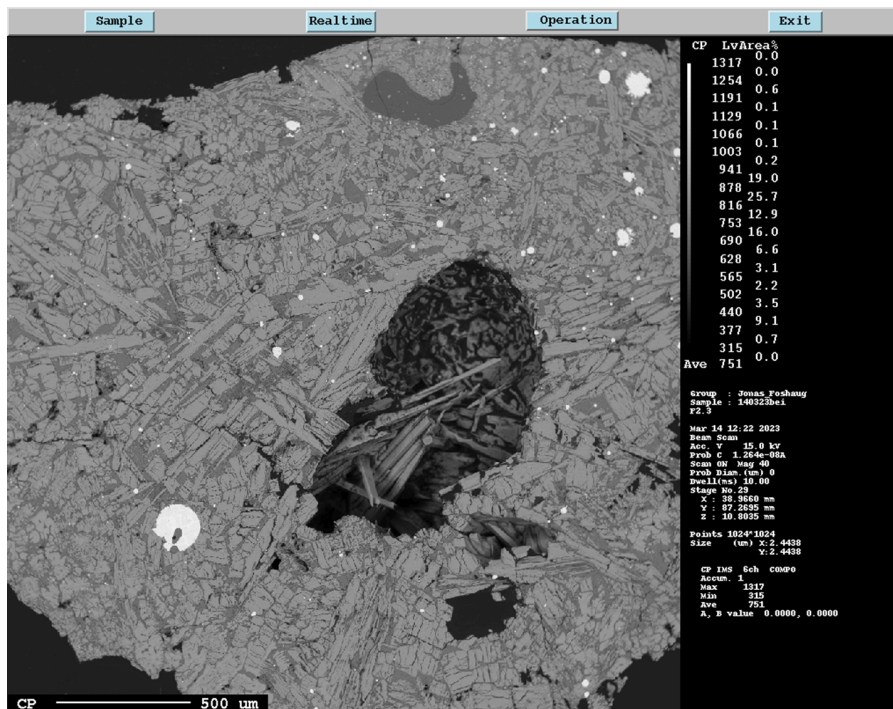 Sample Realtime Operation Exit
CP LvArea%
1317 0.0
1254 0.0
1191 0.6
1129 0.1
1066 0.1
1003 0.1
941 0.2
878 19.0
816 25.7
753 12.9
690 16.0
628 6.6
565 3.1
502 2.2
440 3.5
377 9.1
315 0.7
0.0
Ave 751
Group : Jonas_Foshaug
Sample : 140323bei
F2.3
Mar 14 12:22 2023
Beam Scan
Acc. V 15.0 kV
Prob C 1.264e-08A
Scan ON Mag 40
Prob Diam.(um) 0
Dwell(ms) 10.00
Stage No.29
X : 38.9660 mm
Y : 87.2695 mm
Z : 10.8035 mm
Points 1024*1024
Size (um) X:2.4438
Y:2.4438
CP IMS 6ch COMPO
Accum. 1
Max 1317
Min 315
Ave 751
A, B value 0.0000, 0.0000
CP 500 um